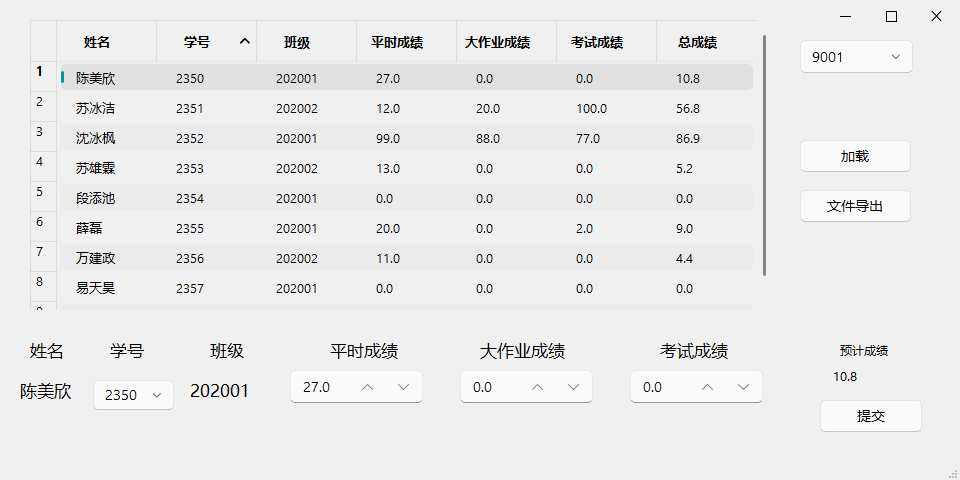 姓名 学号 班级 平时成绩 大作业成绩 考试成绩 总成绩
9001
1 陈美欣 2350 202001 27.0 0.0 0.0 10.8
2 苏冰洁 2351 202002 12.0 20.0 100.0 56.8
3 沈冰枫 2352 202001 99.0 88.0 77.0 86.9
加载
4 苏雄霖 2353 202002 13.0 0.0 0.0 5.2
5 段添池 2354 202001 0.0 0.0 0.0 0.0
文件导出
6 薛磊 2355 202001 20.0 0.0 2.0 9.0
7 万建政 2356 202002 11.0 0.0 0.0 4.4
8 易天昊 2357 202001 0.0 0.0 0.0 0.0
姓名 学号 班级 平时成绩 大作业成绩 考试成绩 预计成绩
陈美欣 2350 202001 27.0 0.0 0.0 10.8
提交